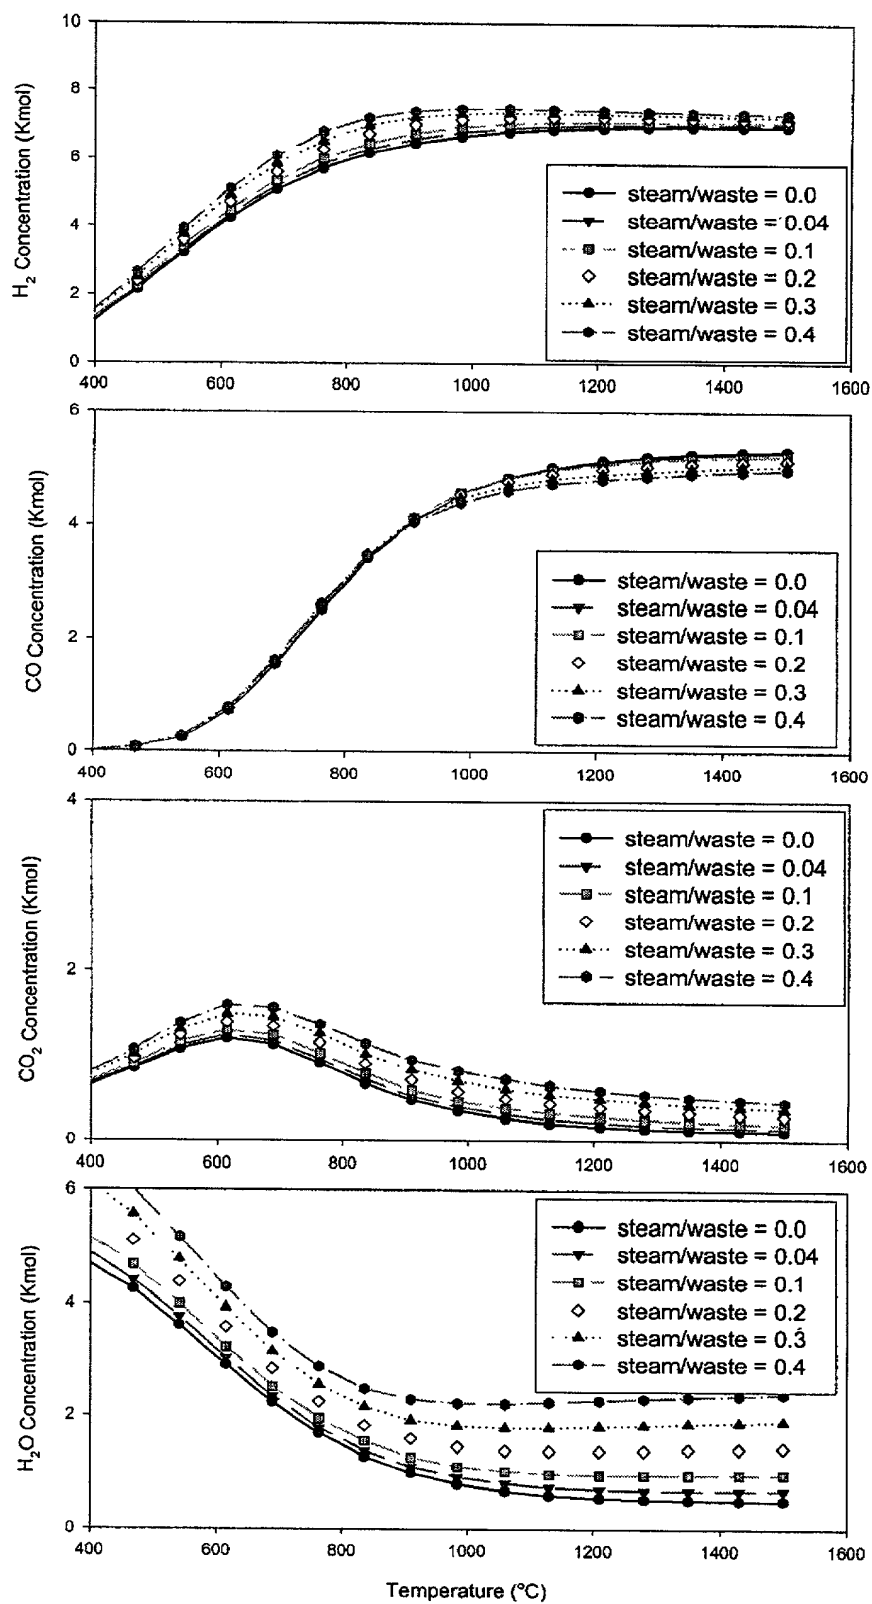 10
8
6
4
2
0
H₂ Concentration (Kmol)
steam/waste = 0.0
steam/waste = 0.04
steam/waste = 0.1
steam/waste = 0.2
steam/waste = 0.3
steam/waste = 0.4
400 600 800 1000 1200 1400 1600
6
4
2
0
CO Concentration (Kmol)
steam/waste = 0.0
steam/waste = 0.04
steam/waste = 0.1
steam/waste = 0.2
steam/waste = 0.3
steam/waste = 0.4
400 600 800 1000 1200 1400 1600
4
2
0
CO₂ Concentration (Kmol)
steam/waste = 0.0
steam/waste = 0.04
steam/waste = 0.1
steam/waste = 0.2
steam/waste = 0.3
steam/waste = 0.4
400 600 800 1000 1200 1400 1600
6
4
2
0
H₂O Concentration (Kmol)
steam/waste = 0.0
steam/waste = 0.04
steam/waste = 0.1
steam/waste = 0.2
steam/waste = 0.3
steam/waste = 0.4
400 600 800 1000 1200 1400 1600
Temperature (°C)